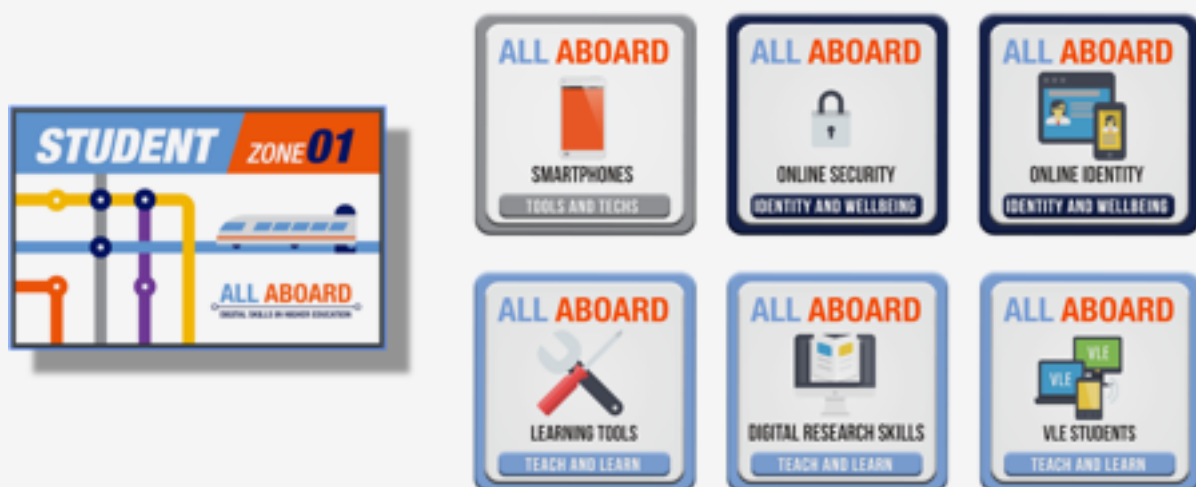 STUDENT ZONE 01
ALL ABOARD
DIGITAL SKILLS IN HIGHER EDUCATION
ALL ABOARD
SMARTPHONES
TOOLS AND TECHS
ALL ABOARD
ONLINE SECURITY
IDENTITY AND WELLBEING
ALL ABOARD
ONLINE IDENTITY
IDENTITY AND WELLBEING
ALL ABOARD
LEARNING TOOLS
TEACH AND LEARN
ALL ABOARD
DIGITAL RESEARCH SKILLS
TEACH AND LEARN
ALL ABOARD
VLE
VLE
VLE STUDENTS
TEACH AND LEARN